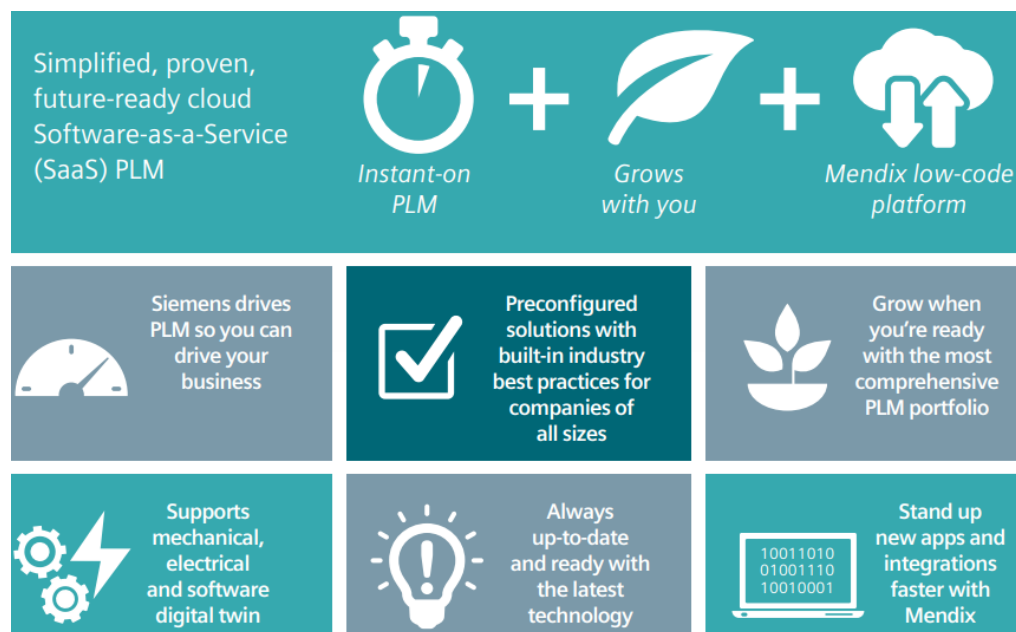 Simplified, proven,
future-ready cloud
Software-as-a-Service
(SaaS) PLM
Instant-on
PLM
Grows
with you
Mendix low-code
platform
Siemens drives
PLM so you can
drive your
business
Preconfigured
solutions with
built-in industry
best practices for
companies of
all sizes
Grow when
you’re ready
with the most
comprehensive
PLM portfolio
Supports
mechanical,
electrical
and software
digital twin
Always
up-to-date
and ready with
the latest
technology
10011010
01001110
10010001
Stand up
new apps and
integrations
faster with
Mendix